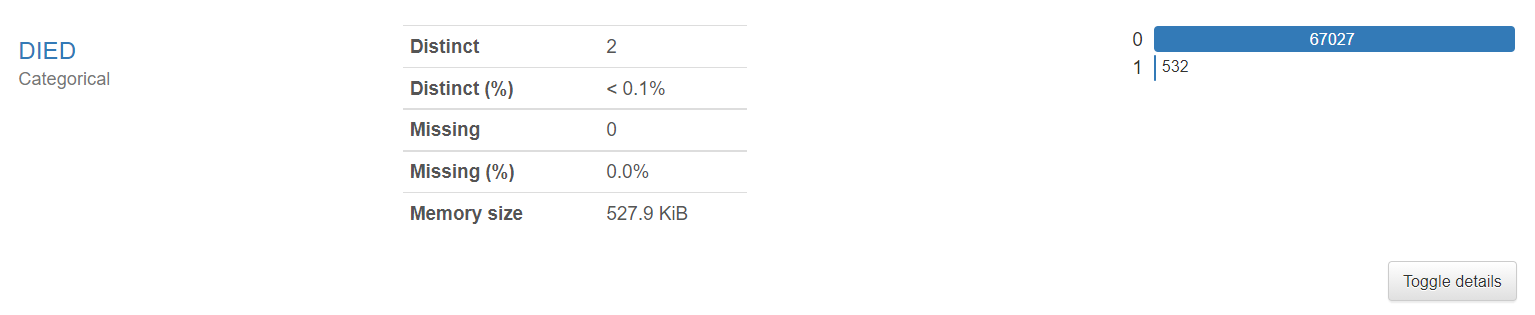 DIED
Categorical
Distinct 2
Distinct (%) < 0.1%
Missing 0
Missing (%) 0.0%
Memory size 527.9 KiB
0 67027
1 532
Toggle details